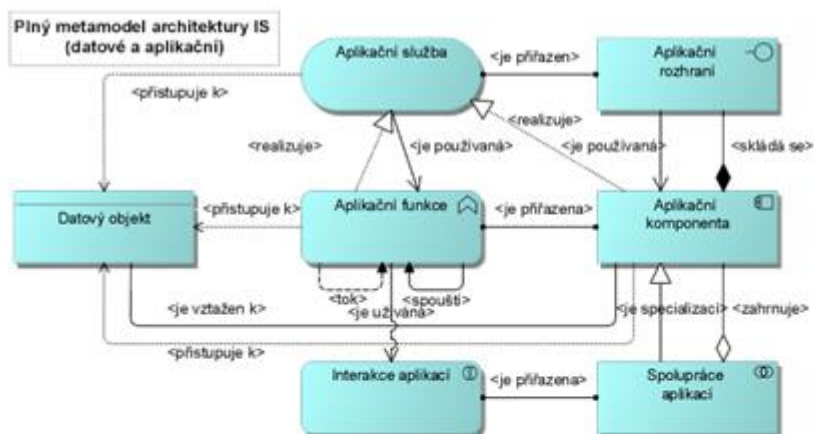 Plný metamodel architektury IS
(datové a aplikační)
Aplikační služba
<je přiřazen>
Aplikační
rozhraní
<přistupuje k>
<realizuje>
<realizuje>
<je používaná>
<je používaná>
<skládá se>
Datový objekt
<přistupuje k>
Aplikační funkce
<je přiřazena>
Aplikační
komponenta
<tok>
<spouští>
<je vztažen k>
<je užívána>
<je specializací>
<zahrnuje>
<přistupuje k>
Interakce aplikací
<je přiřazena>
Spolupráce
aplikací